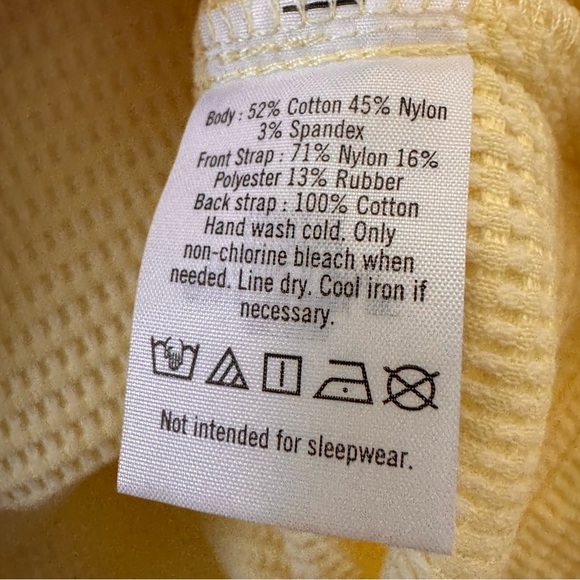 Body : 52% Cotton 45% Nylon
3% Spandex
Front Strap : 71% Nylon 16%
Polyester 13% Rubber
Back strap : 100% Cotton
Hand wash cold. Only
non-chlorine bleach when
needed. Line dry. Cool iron if
necessary.
Not intended for sleepwear.